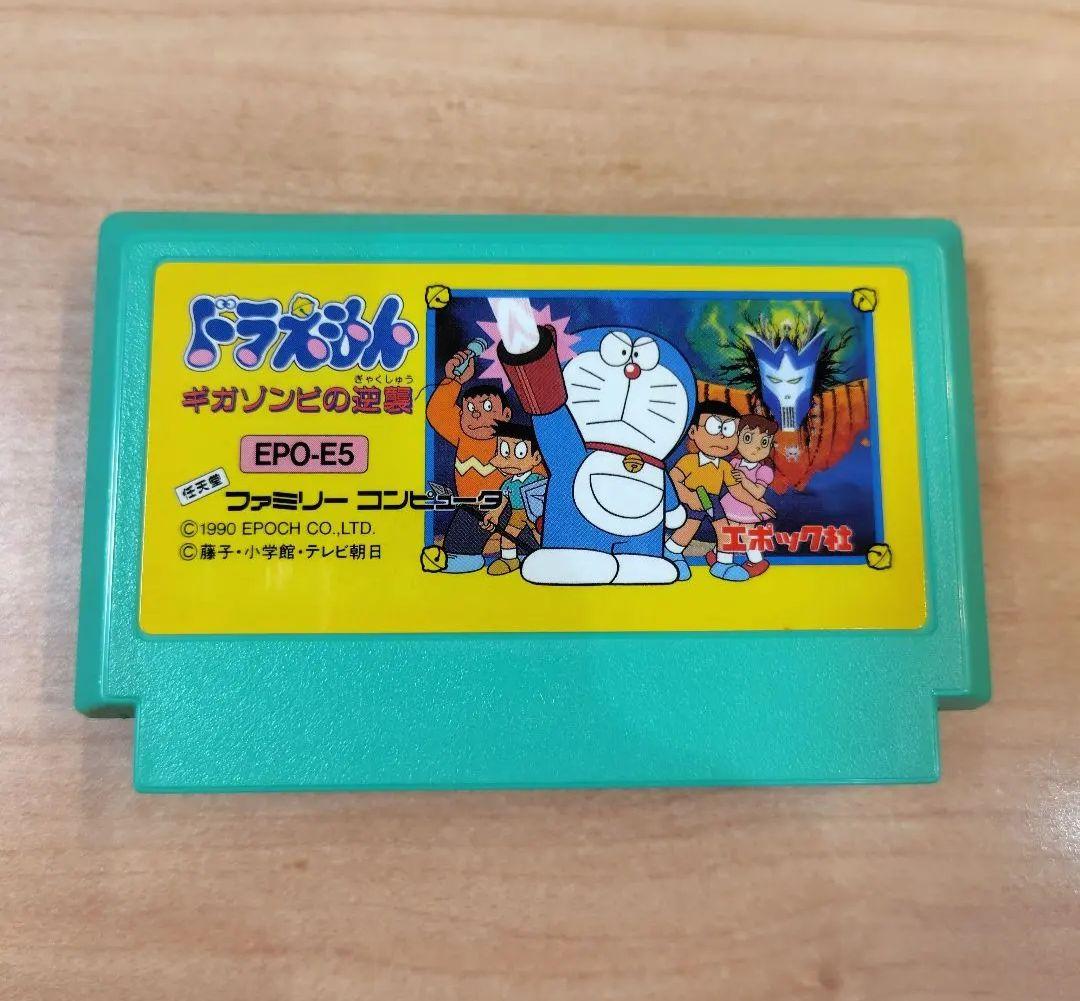 ドラえもん
ぎゃくしゅう
ギガゾンビの逆襲
EPO-E5
任天堂
ファミリー コンピュータ
©1990 EPOCH CO.,LTD.
©藤子・小学館・テレビ朝日
エポック社